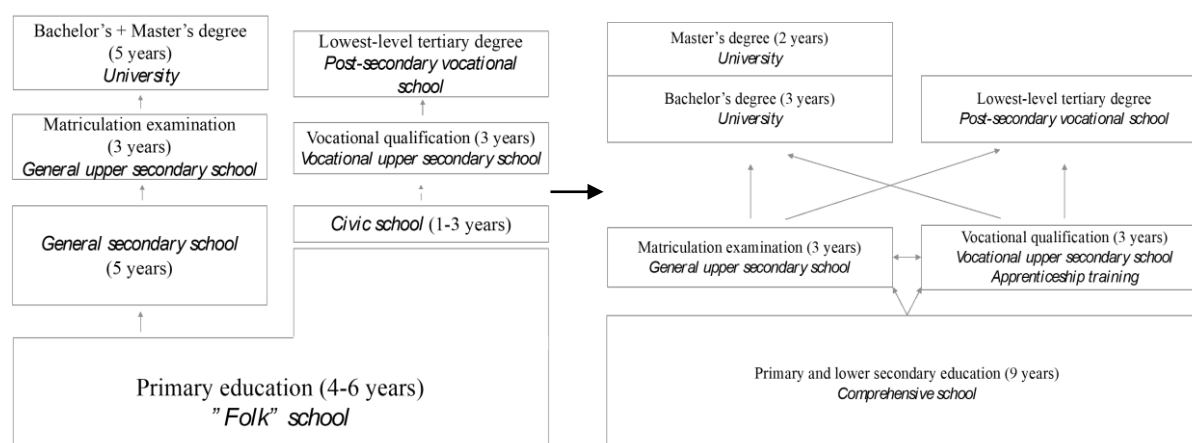 Bachelor's + Master's degree
(5 years)
University
Lowest-level tertiary degree
Post-secondary vocational
school
Matriculation examination
(3 years)
General upper secondary school
Vocational qualification (3 years)
Vocational upper secondary school
General secondary school
(5 years)
Civic school (1-3 years)
Primary education (4-6 years)
"Folk" school
Master's degree (2 years)
University
Bachelor's degree (3 years)
University
Lowest-level tertiary degree
Post-secondary vocational school
Matriculation examination (3 years)
General upper secondary school
Vocational qualification (3 years)
Vocational upper secondary school
Apprenticeship training
Primary and lower secondary education (9 years)
Comprehensive school